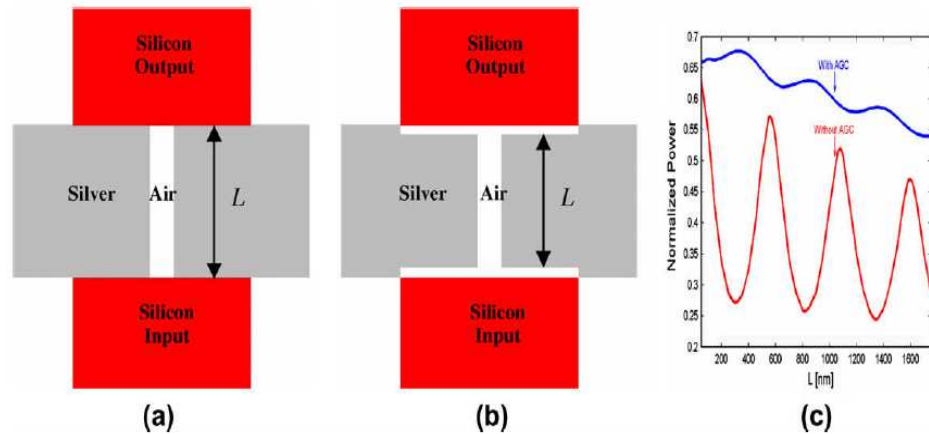 Silicon
Output
Silver
Air
L
Silicon
Input
(a)
Silicon
Output
Silver
Air
L
Silicon
Input
(b)
0.7
0.65
0.6
0.55
0.5
0.45
0.4
0.35
0.3
0.25
0.2
Normalized Power
With AGC
Without AGC
200 400 600 800 1000 1200 1400 1600
L [nm]
(c)